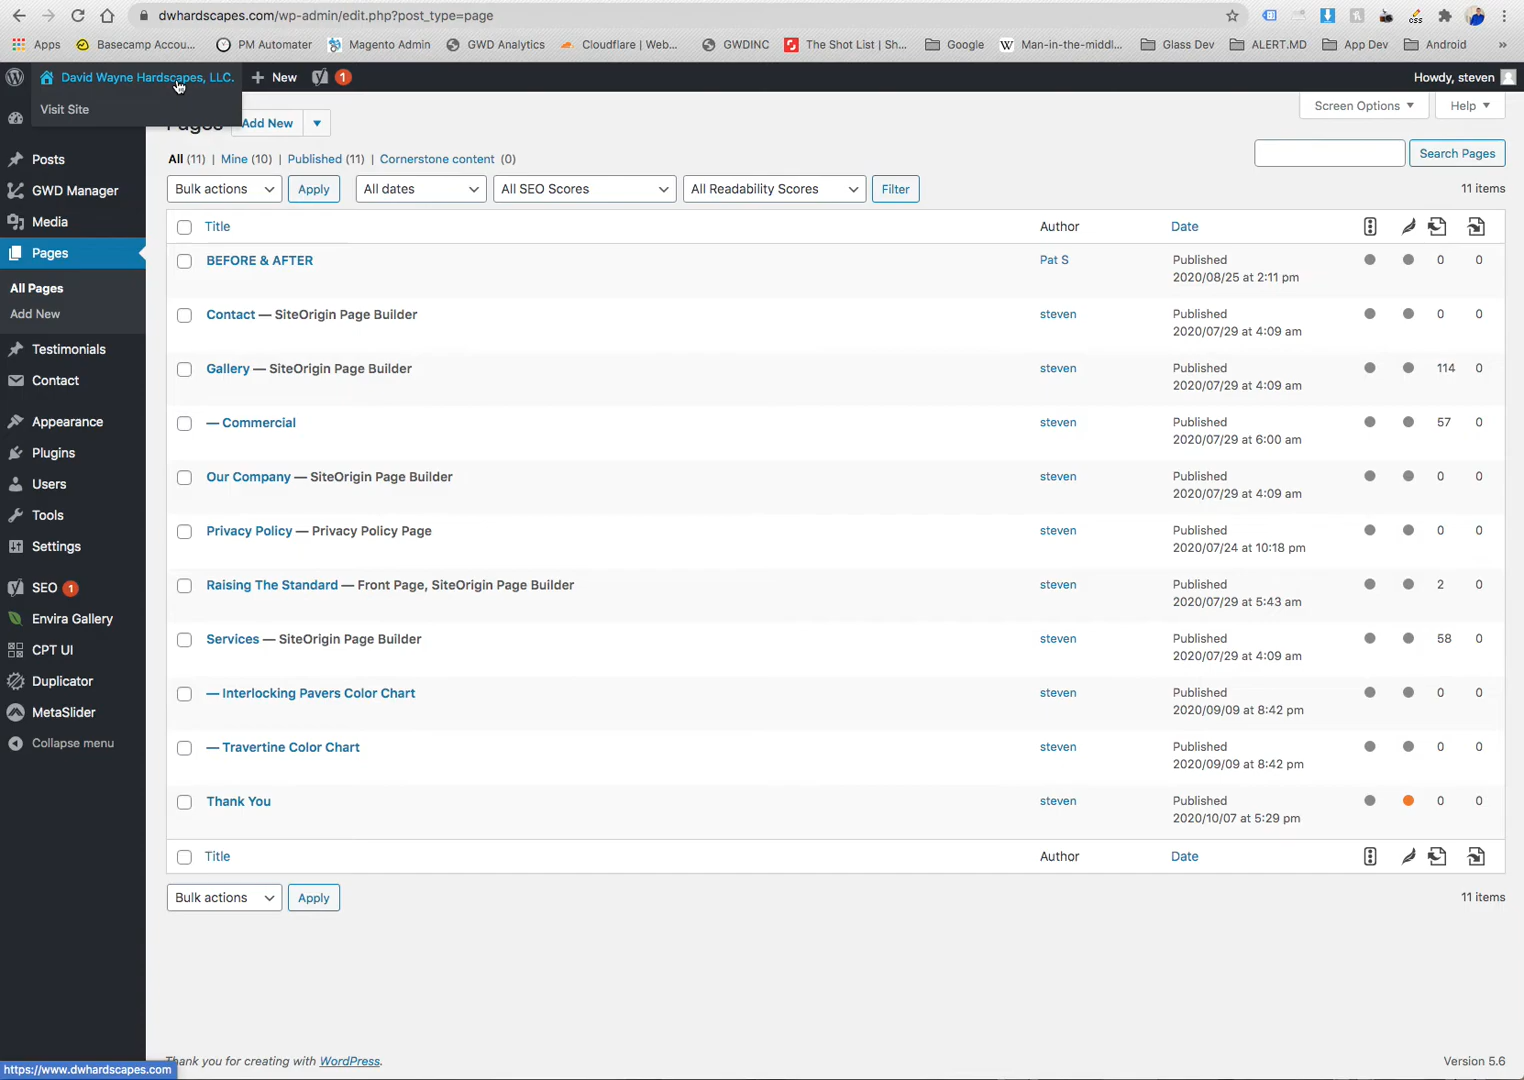 dwhardscapes.com/wp-admin/edit.php?post_type=page
Apps
Basecamp Accou...
PM Automater
Magento Admin
GWD Analytics
Cloudflare | Web...
GWDINC
The Shot List | Sh...
Google
Man-in-the-middl...
Glass Dev
ALERT.MD
App Dev
Android
»
David Wayne Hardscapes, LLC.
New
1
Howdy, steven
Visit Site
Pages
Add New
Screen Options
Help
Posts
GWD Manager
Media
Pages
All Pages
Add New
Testimonials
Contact
Appearance
Plugins
Users
Tools
Settings
SEO 1
Envira Gallery
CPT UI
Duplicator
MetaSlider
Collapse menu
All (11) | Mine (10) | Published (11) | Cornerstone content (0)
Search Pages
Bulk actions
Apply
All dates
All SEO Scores
All Readability Scores
Filter
11 items
Title Author Date
BEFORE & AFTER Pat S Published 0 0
2020/08/25 at 2:11 pm
Contact — SiteOrigin Page Builder steven Published 0 0
2020/07/29 at 4:09 am
Gallery — SiteOrigin Page Builder steven Published 114 0
2020/07/29 at 4:09 am
— Commercial steven Published 57 0
2020/07/29 at 6:00 am
Our Company — SiteOrigin Page Builder steven Published 0 0
2020/07/29 at 4:09 am
Privacy Policy — Privacy Policy Page steven Published 0 0
2020/07/24 at 10:18 pm
Raising The Standard — Front Page, SiteOrigin Page Builder steven Published 2 0
2020/07/29 at 5:43 am
Services — SiteOrigin Page Builder steven Published 58 0
2020/07/29 at 4:09 am
— Interlocking Pavers Color Chart steven Published 0 0
2020/09/09 at 8:42 pm
— Travertine Color Chart steven Published 0 0
2020/09/09 at 8:42 pm
Thank You steven Published 0 0
2020/10/07 at 5:29 pm
Title Author Date
Bulk actions
Apply
11 items
Thank you for creating with WordPress.
Version 5.6
https://www.dwhardscapes.com